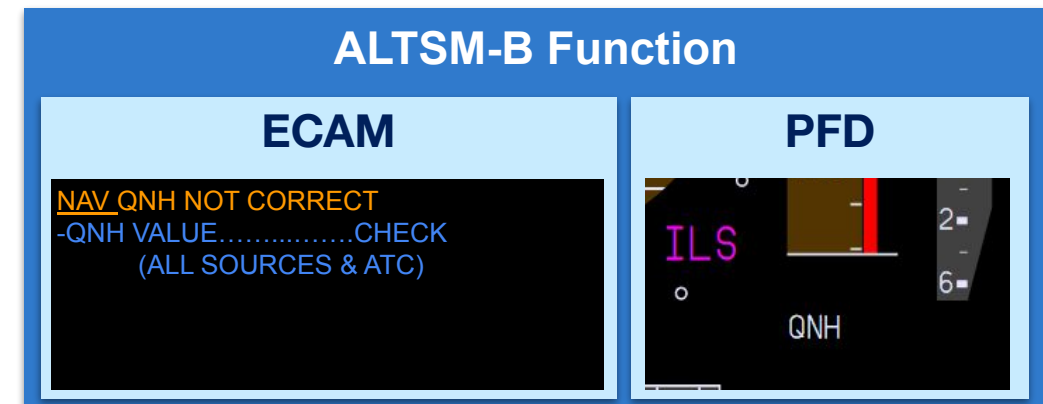 ALTSM-B Function
ECAM
NAV QNH NOT CORRECT
-QNH VALUE……...…….CHECK
(ALL SOURCES & ATC)
PFD
ILS
2
6
QNH